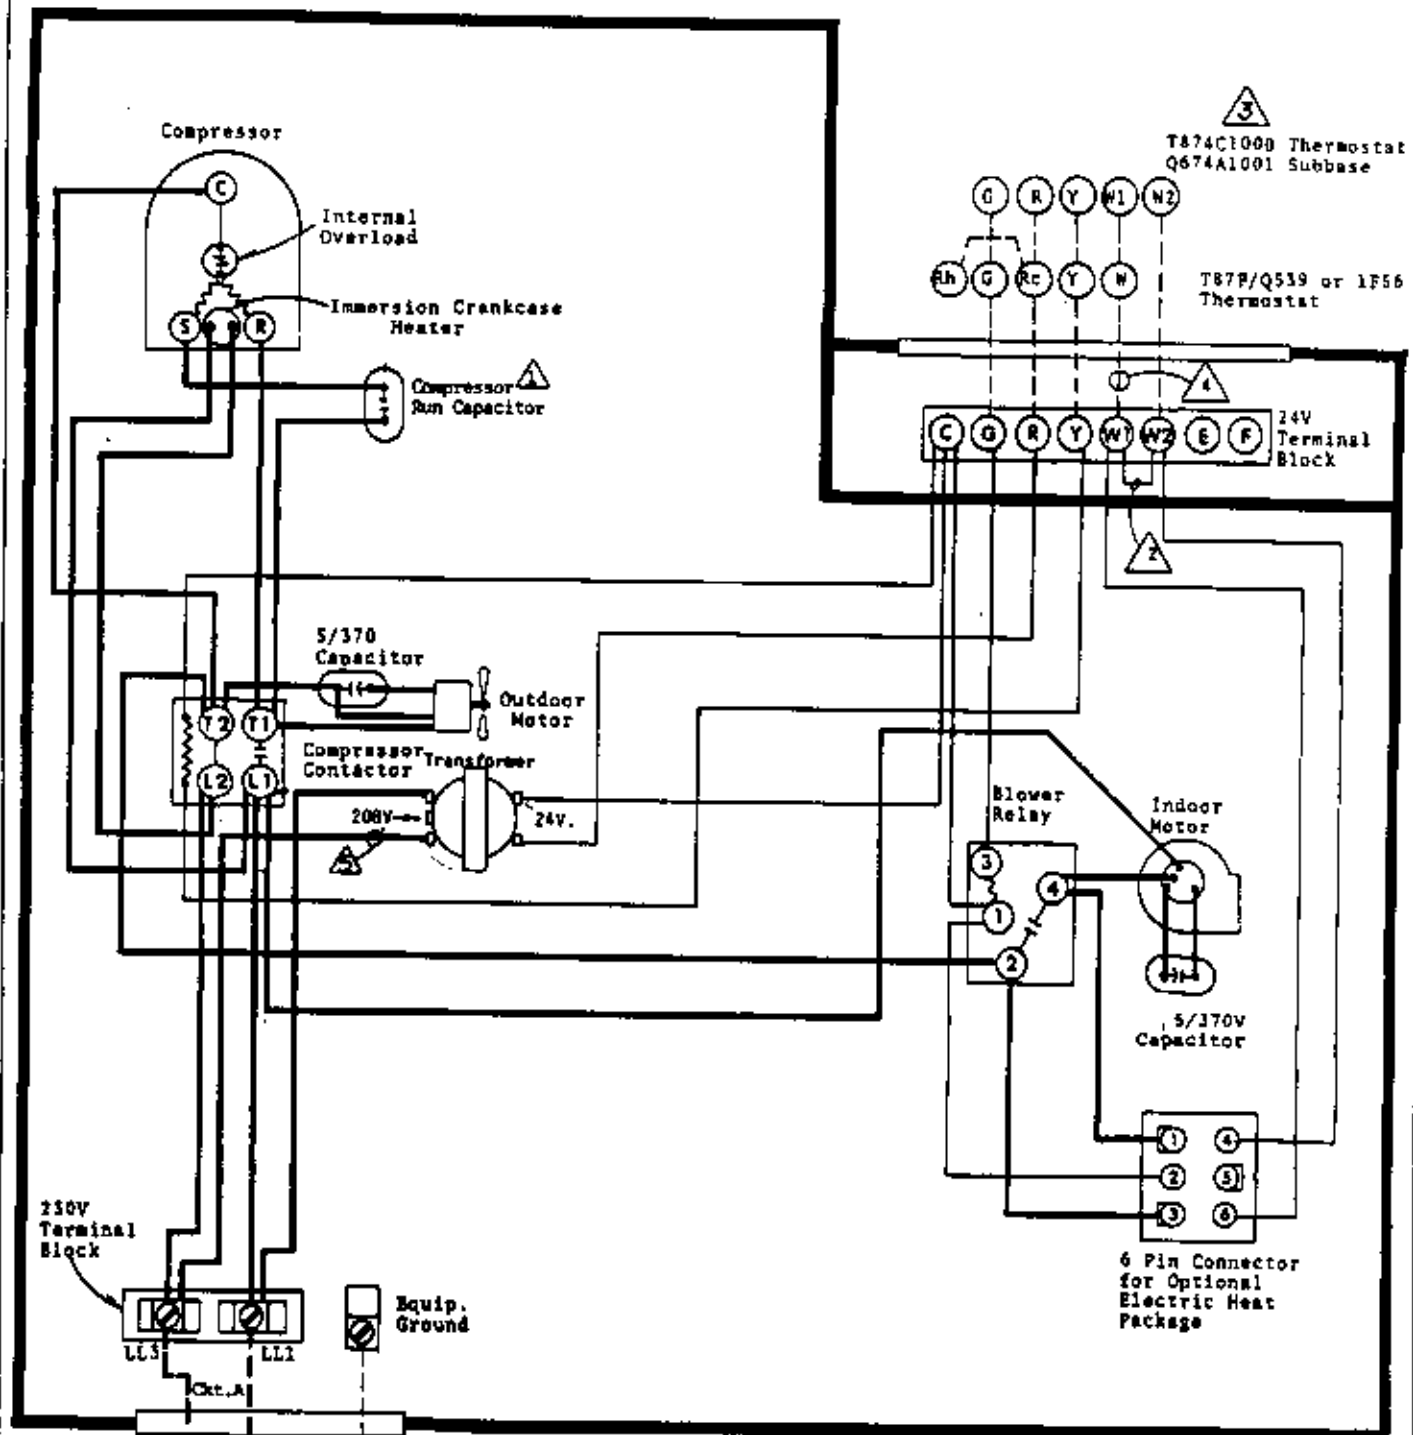 3
T874C1000 Thermostat
Q674A1001 Subbase
Compressor
G R Y W1 W2
C
Internal
Overload
Rh G Rc Y W
T87F/Q539 or 1F56
Thermostat
Immersion Crankcase
Heater
S R
1
Compressor
Run Capacitor
4
C G R Y W1 W2 E F
24V
Terminal
Block
2
5/370
Capacitor
Outdoor
Motor
T2 T1
Compressor
Contactor
Transformer
L2 L1
208V
24V.
5
Blower
Relay
Indoor
Motor
3
4
1
2
5/370V
Capacitor
1 4
2 5
3 6
6 Pin Connector
for Optional
Electric Heat
Package
230V
Terminal
Block
Equip.
Ground
LL3 LL1
Ckt.A